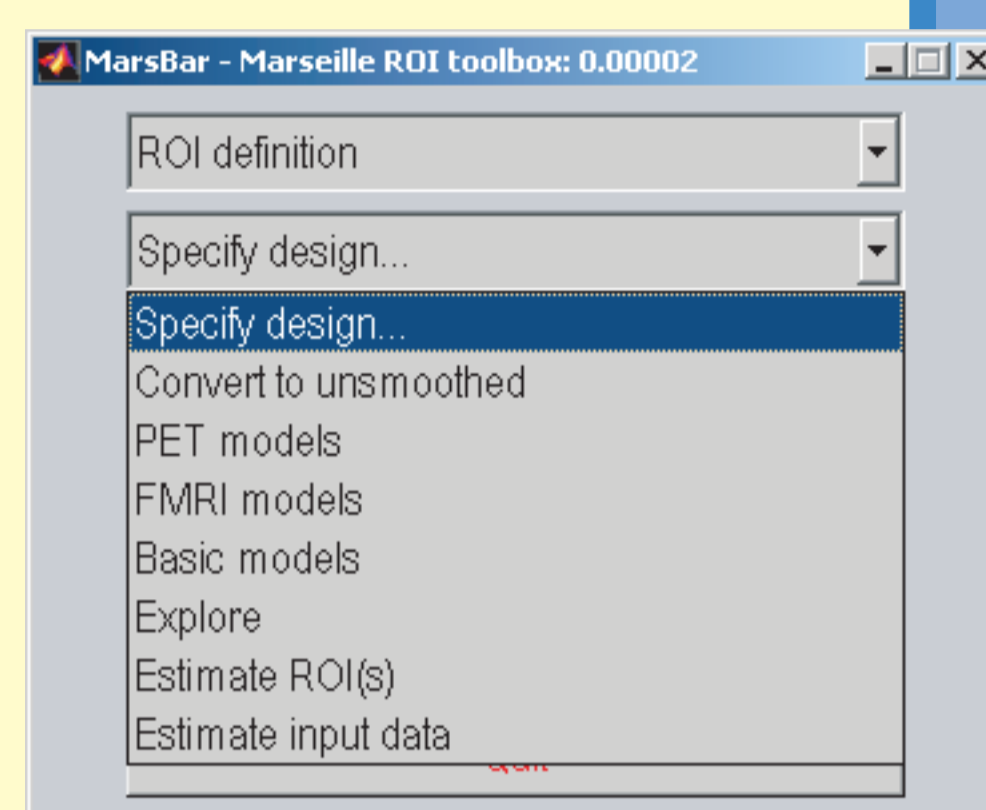 MarsBar - Marseille ROI toolbox: 0.00002
ROI definition
Specify design...
Specify design...
Convert to unsmoothed
PET models
FMRI models
Basic models
Explore
Estimate ROI(s)
Estimate input data